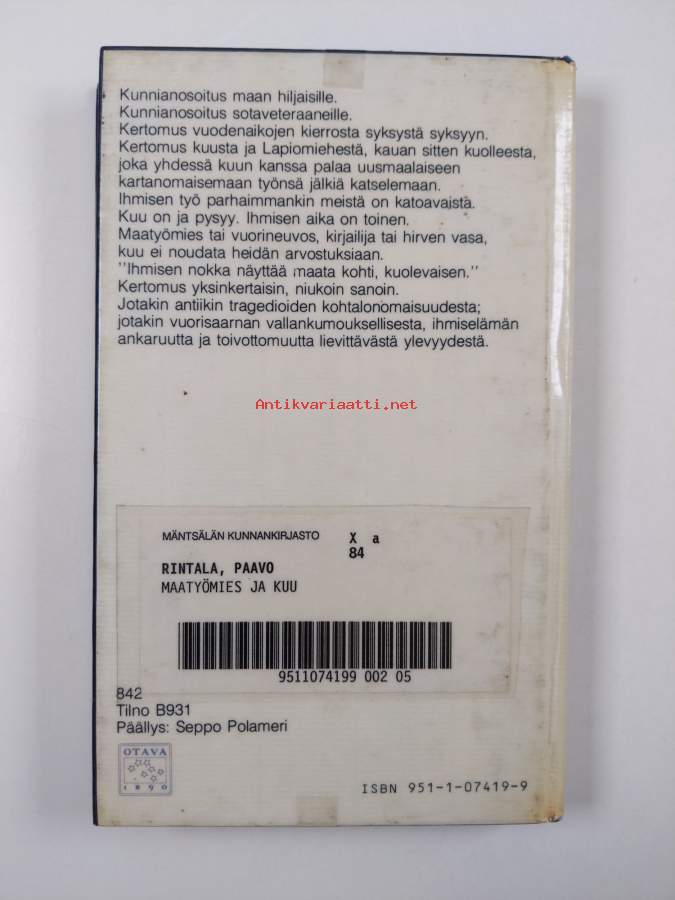 Kunnianosoitus maan hiljaisille.
Kunnianosoitus sotaveteraaneille.
Kertomus vuodenaikojen kierrosta syksystä syksyyn.
Kertomus kuusta ja Lapiomiehestä, kauan sitten kuolleesta,
joka yhdessä kuun kanssa palaa uusmaalaiseen
kartanomaisemaan työnsä jälkiä katselemaan.
Ihmisen työ parhaimmankin meistä on katoavaista.
Kuu on ja pysyy. Ihmisen aika on toinen.
Maatyömies tai vuorineuvos, kirjailija tai hirven vasa,
kuu ei noudata heidän arvostuksiaan.
"Ihmisen nokka näyttää maata kohti, kuolevaisen."
Kertomus yksinkertaisin, niukoin sanoin.
Jotakin antiikin tragedioiden kohtalonomaisuudesta;
jotakin vuorisaarnan vallankumouksellisesta, ihmiselämän
ankaruutta ja toivottomuutta lievittävästä ylevyydestä.
Antikvariaatti.net
MÄNTSÄLÄN KUNNANKIRJASTO
X a
84
RINTALA, PAAVO
MAATYÖMIES JA KUU
9511074199 002 05
842
Tilno B931
Päällys: Seppo Polameri
OTAVA
1890
ISBN 951-1-07419-9